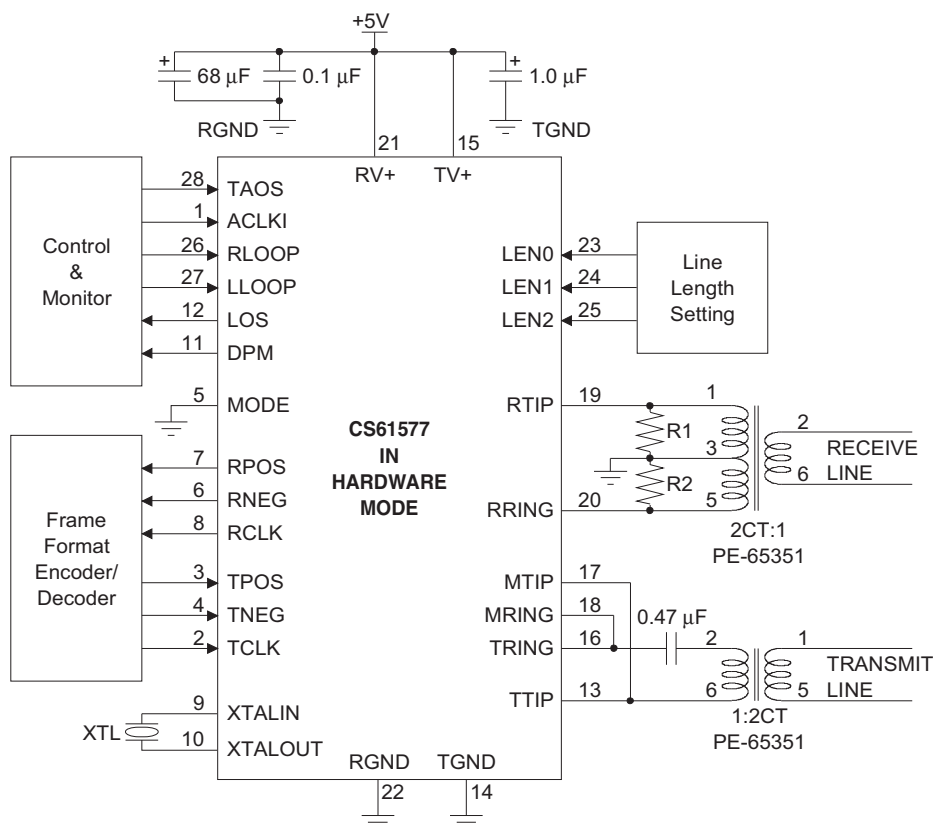 +5V
+
68 μF
0.1 μF
+
1.0 μF
RGND
TGND
21
15
RV+
TV+
Control
&
Monitor
28
TAOS
1
ACLKI
26
RLOOP
27
LLOOP
12
LOS
11
DPM
5
MODE
LEN0
23
LEN1
24
LEN2
25
Line
Length
Setting
CS61577
IN
HARDWARE
MODE
RTIP
19
1
R1
3
R2
RRING
20
5
2
RECEIVE
6
LINE
2CT:1
PE-65351
Frame
Format
Encoder/
Decoder
7
RPOS
6
RNEG
8
RCLK
3
TPOS
4
TNEG
2
TCLK
MTIP
17
MRING
18
0.47 μF
TRING
16
2
1
TRANSMIT
TTIP
13
6
5
LINE
1:2CT
PE-65351
XTL
9
XTALIN
10
XTALOUT
RGND
TGND
22
14